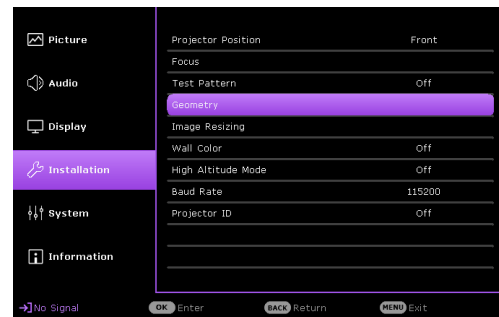 Picture
Audio
Display
Installation
System
Information
Projector Position Front
Focus
Test Pattern Off
Geometry
Image Resizing
Wall Color Off
High Altitude Mode Off
Baud Rate 115200
Projector ID Off
No Signal OK Enter BACK Return MENU Exit